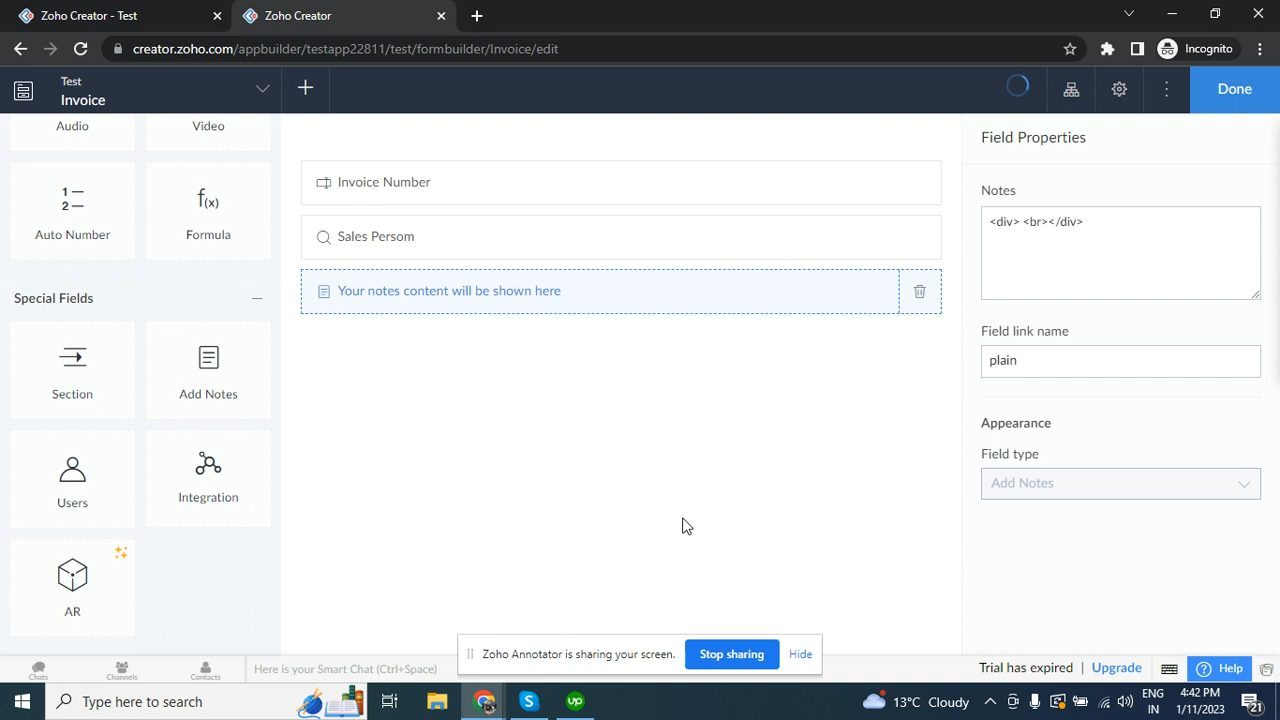 Zoho Creator - Test
Zoho Creator
creator.zoho.com/appbuilder/testapp22811/test/formbuilder/Invoice/edit
Incognito
Test
Invoice
Done
Audio
Video
Auto Number
Formula
Special Fields
Section
Add Notes
Users
Integration
AR
Invoice Number
Sales Persom
Your notes content will be shown here
Field Properties
Notes
<div> <br></div>
Field link name
plain
Appearance
Field type
Add Notes
Zoho Annotator is sharing your screen.
Stop sharing
Hide
Chats
Channels
Contacts
Here is your Smart Chat (Ctrl+Space)
Trial has expired
Upgrade
Help
Type here to search
13°C Cloudy
ENG
IN
4:42 PM
1/11/2023
21